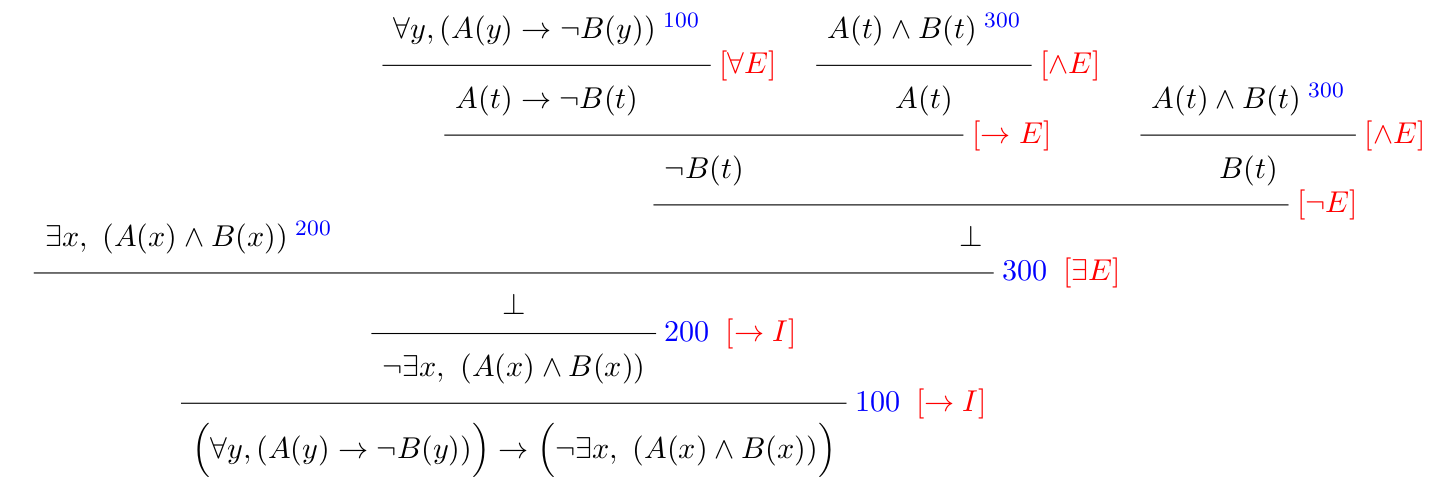 ∀y, (A(y) → ¬B(y)) 100 A(t) ∧ B(t) 300
[∀E] [∧E]
A(t) → ¬B(t) A(t) A(t) ∧ B(t) 300
[→ E] [∧E]
¬B(t) B(t)
[¬E]
∃x, (A(x) ∧ B(x)) 200 ⊥
300 [∃E]
⊥
200 [→ I]
¬∃x, (A(x) ∧ B(x))
100 [→ I]
(∀y, (A(y) → ¬B(y))) → (¬∃x, (A(x) ∧ B(x)))